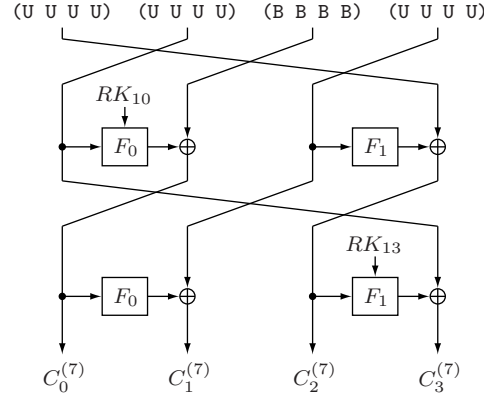 (U U U U) (U U U U) (B B B B) (U U U U)
RK₁₀
F₀ F₁
RK₁₃
F₀ F₁
C₀⁽⁷⁾ C₁⁽⁷⁾ C₂⁽⁷⁾ C₃⁽⁷⁾